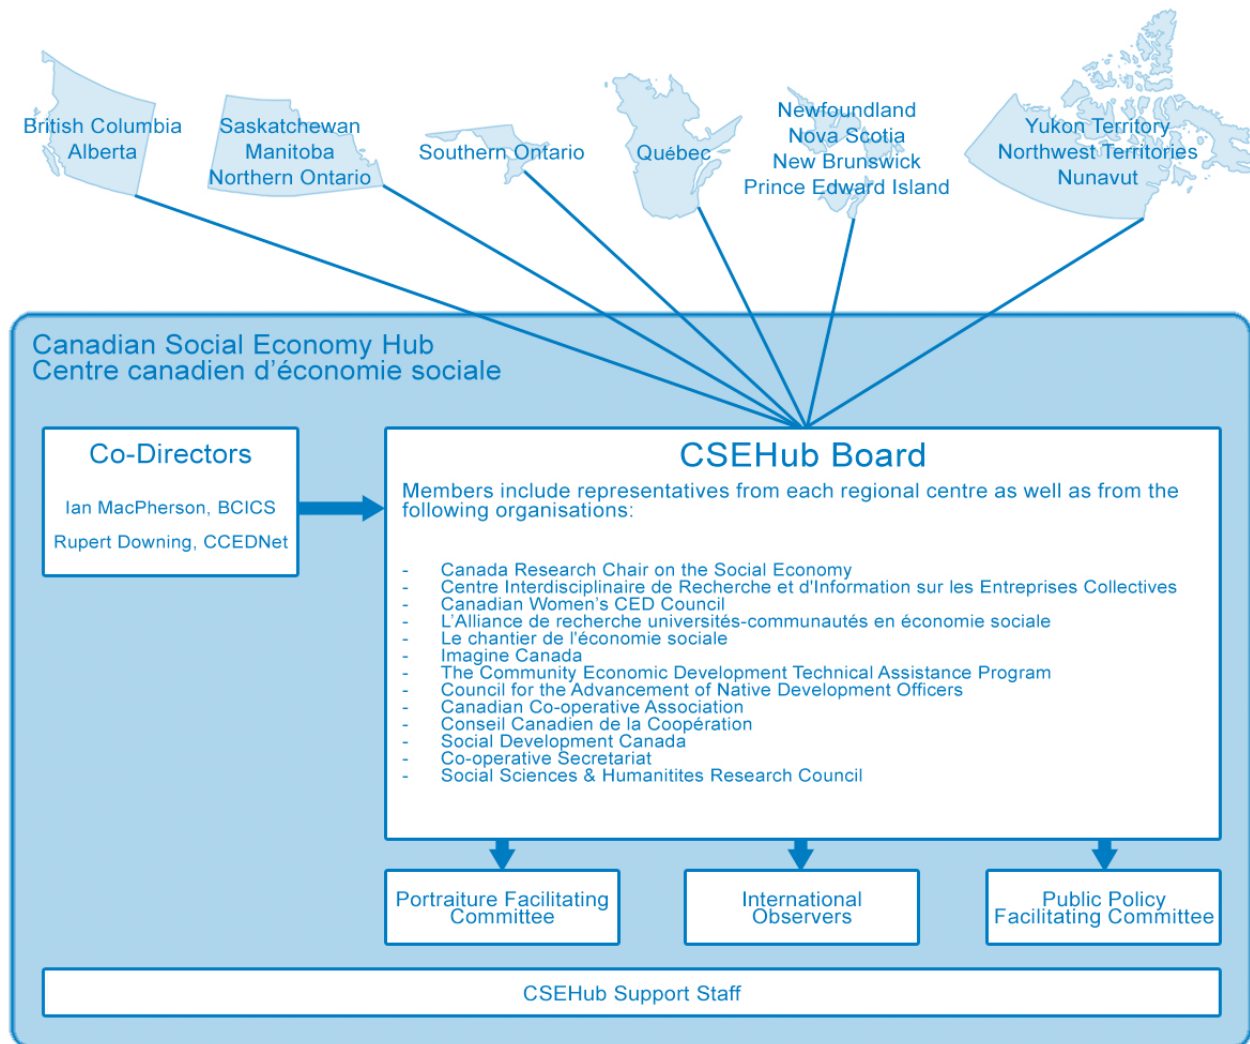 British Columbia
Alberta
Saskatchewan
Manitoba
Northern Ontario
Southern Ontario
Québec
Newfoundland
Nova Scotia
New Brunswick
Prince Edward Island
Yukon Territory
Northwest Territories
Nunavut
Canadian Social Economy Hub
Centre canadien d'économie sociale
Co-Directors
Ian MacPherson, BCICS
Rupert Downing, CCEDNet
CSEHub Board
Members include representatives from each regional centre as well as from the
following organisations:
- Canada Research Chair on the Social Economy
- Centre Interdisciplinaire de Recherche et d'Information sur les Entreprises Collectives
- Canadian Women's CED Council
- L'Alliance de recherche universités-communautés en économie sociale
- Le chantier de l'économie sociale
- Imagine Canada
- The Community Economic Development Technical Assistance Program
- Council for the Advancement of Native Development Officers
- Canadian Co-operative Association
- Conseil Canadien de la Coopération
- Social Development Canada
- Co-operative Secretariat
- Social Sciences & Humanitites Research Council
Portraiture Facilitating
Committee
International
Observers
Public Policy
Facilitating Committee
CSEHub Support Staff